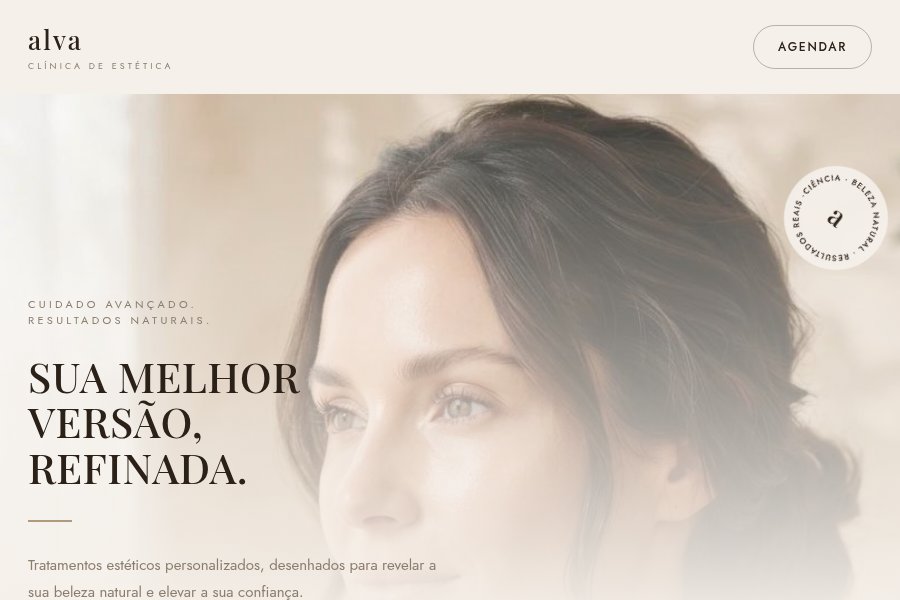 alva
CLÍNICA DE ESTÉTICA
AGENDAR
CIÊNCIA · BELEZA NATURAL · RESULTADOS REAIS ·
a
CUIDADO AVANÇADO.
RESULTADOS NATURAIS.
SUA MELHOR
VERSÃO,
REFINADA.
Tratamentos estéticos personalizados, desenhados para revelar a
sua beleza natural e elevar a sua confiança.